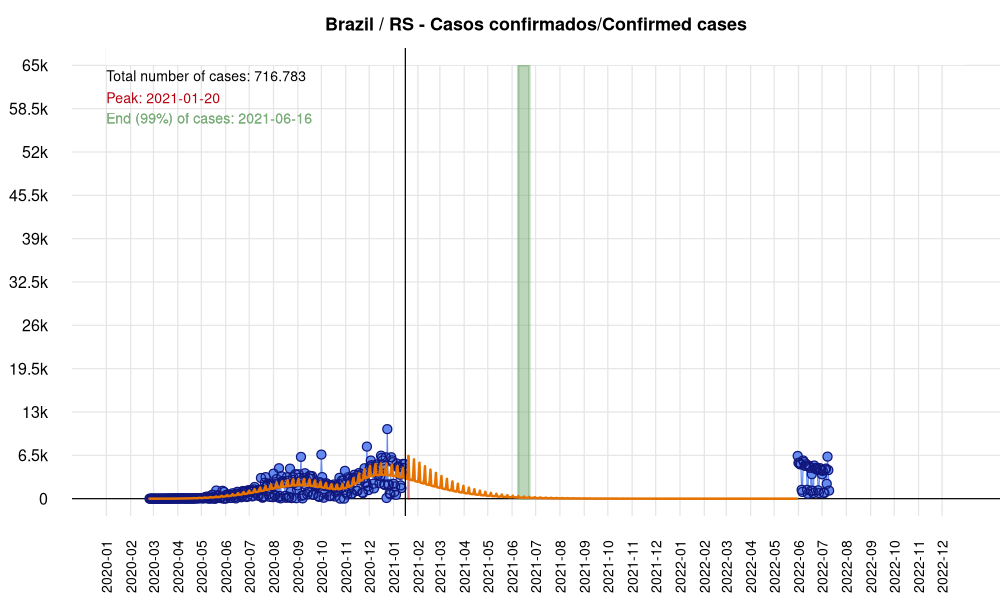 Brazil / RS - Casos confirmados/Confirmed cases
Total number of cases: 716.783
Peak: 2021-01-20
End (99%) of cases: 2021-06-16
65k
58.5k
52k
45.5k
39k
32.5k
26k
19.5k
13k
6.5k
0
2020-01
2020-02
2020-03
2020-04
2020-05
2020-06
2020-07
2020-08
2020-09
2020-10
2020-11
2020-12
2021-01
2021-02
2021-03
2021-04
2021-05
2021-06
2021-07
2021-08
2021-09
2021-10
2021-11
2021-12
2022-01
2022-02
2022-03
2022-04
2022-05
2022-06
2022-07
2022-08
2022-09
2022-10
2022-11
2022-12